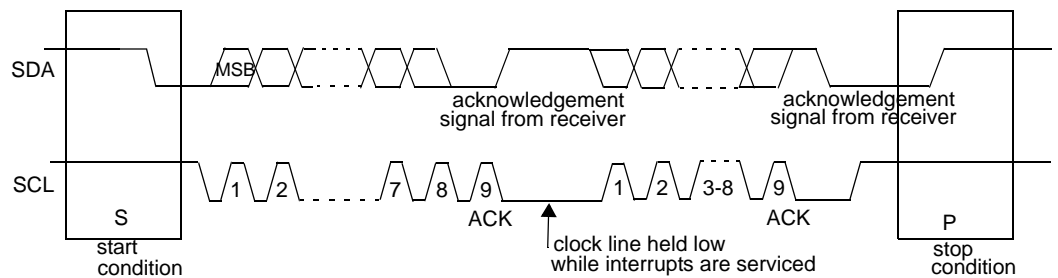 SDA
MSB
acknowledgement
signal from receiver
acknowledgement
signal from receiver
SCL
1 2 7 8 9 1 2 3-8 9
ACK
ACK
S
P
start
condition
clock line held low
while interrupts are serviced
stop
condition